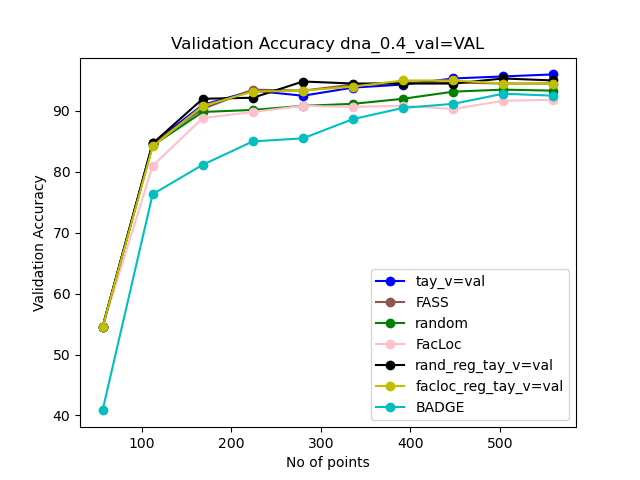 Validation Accuracy dna_0.4_val=VAL
Validation Accuracy
90
80
70
60
50
40
tay_v=val
FASS
random
FacLoc
rand_reg_tay_v=val
facloc_reg_tay_v=val
BADGE
100
200
300
400
500
No of points